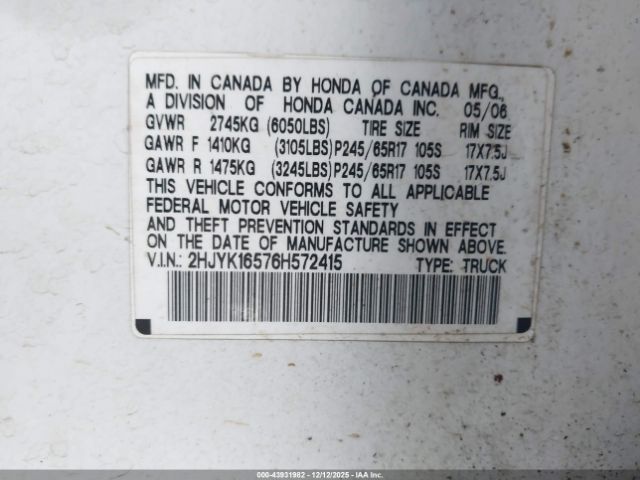 MFD. IN CANADA BY HONDA OF CANADA MFG.,
A DIVISION OF HONDA CANADA INC. 05/06
GVWR 2745KG (6050LBS) TIRE SIZE RIM SIZE
GAWR F 1410KG (3105LBS)P245/65R17 105S 17X7.5J
GAWR R 1475KG (3245LBS)P245/65R17 105S 17X7.5J
THIS VEHICLE CONFORMS TO ALL APPLICABLE
FEDERAL MOTOR VEHICLE SAFETY
AND THEFT PREVENTION STANDARDS IN EFFECT
ON THE DATE OF MANUFACTURE SHOWN ABOVE.
V.I.N.: 2HJYK16576H572415 TYPE: TRUCK
000-43931982 - 12/12/2025 - IAA Inc.